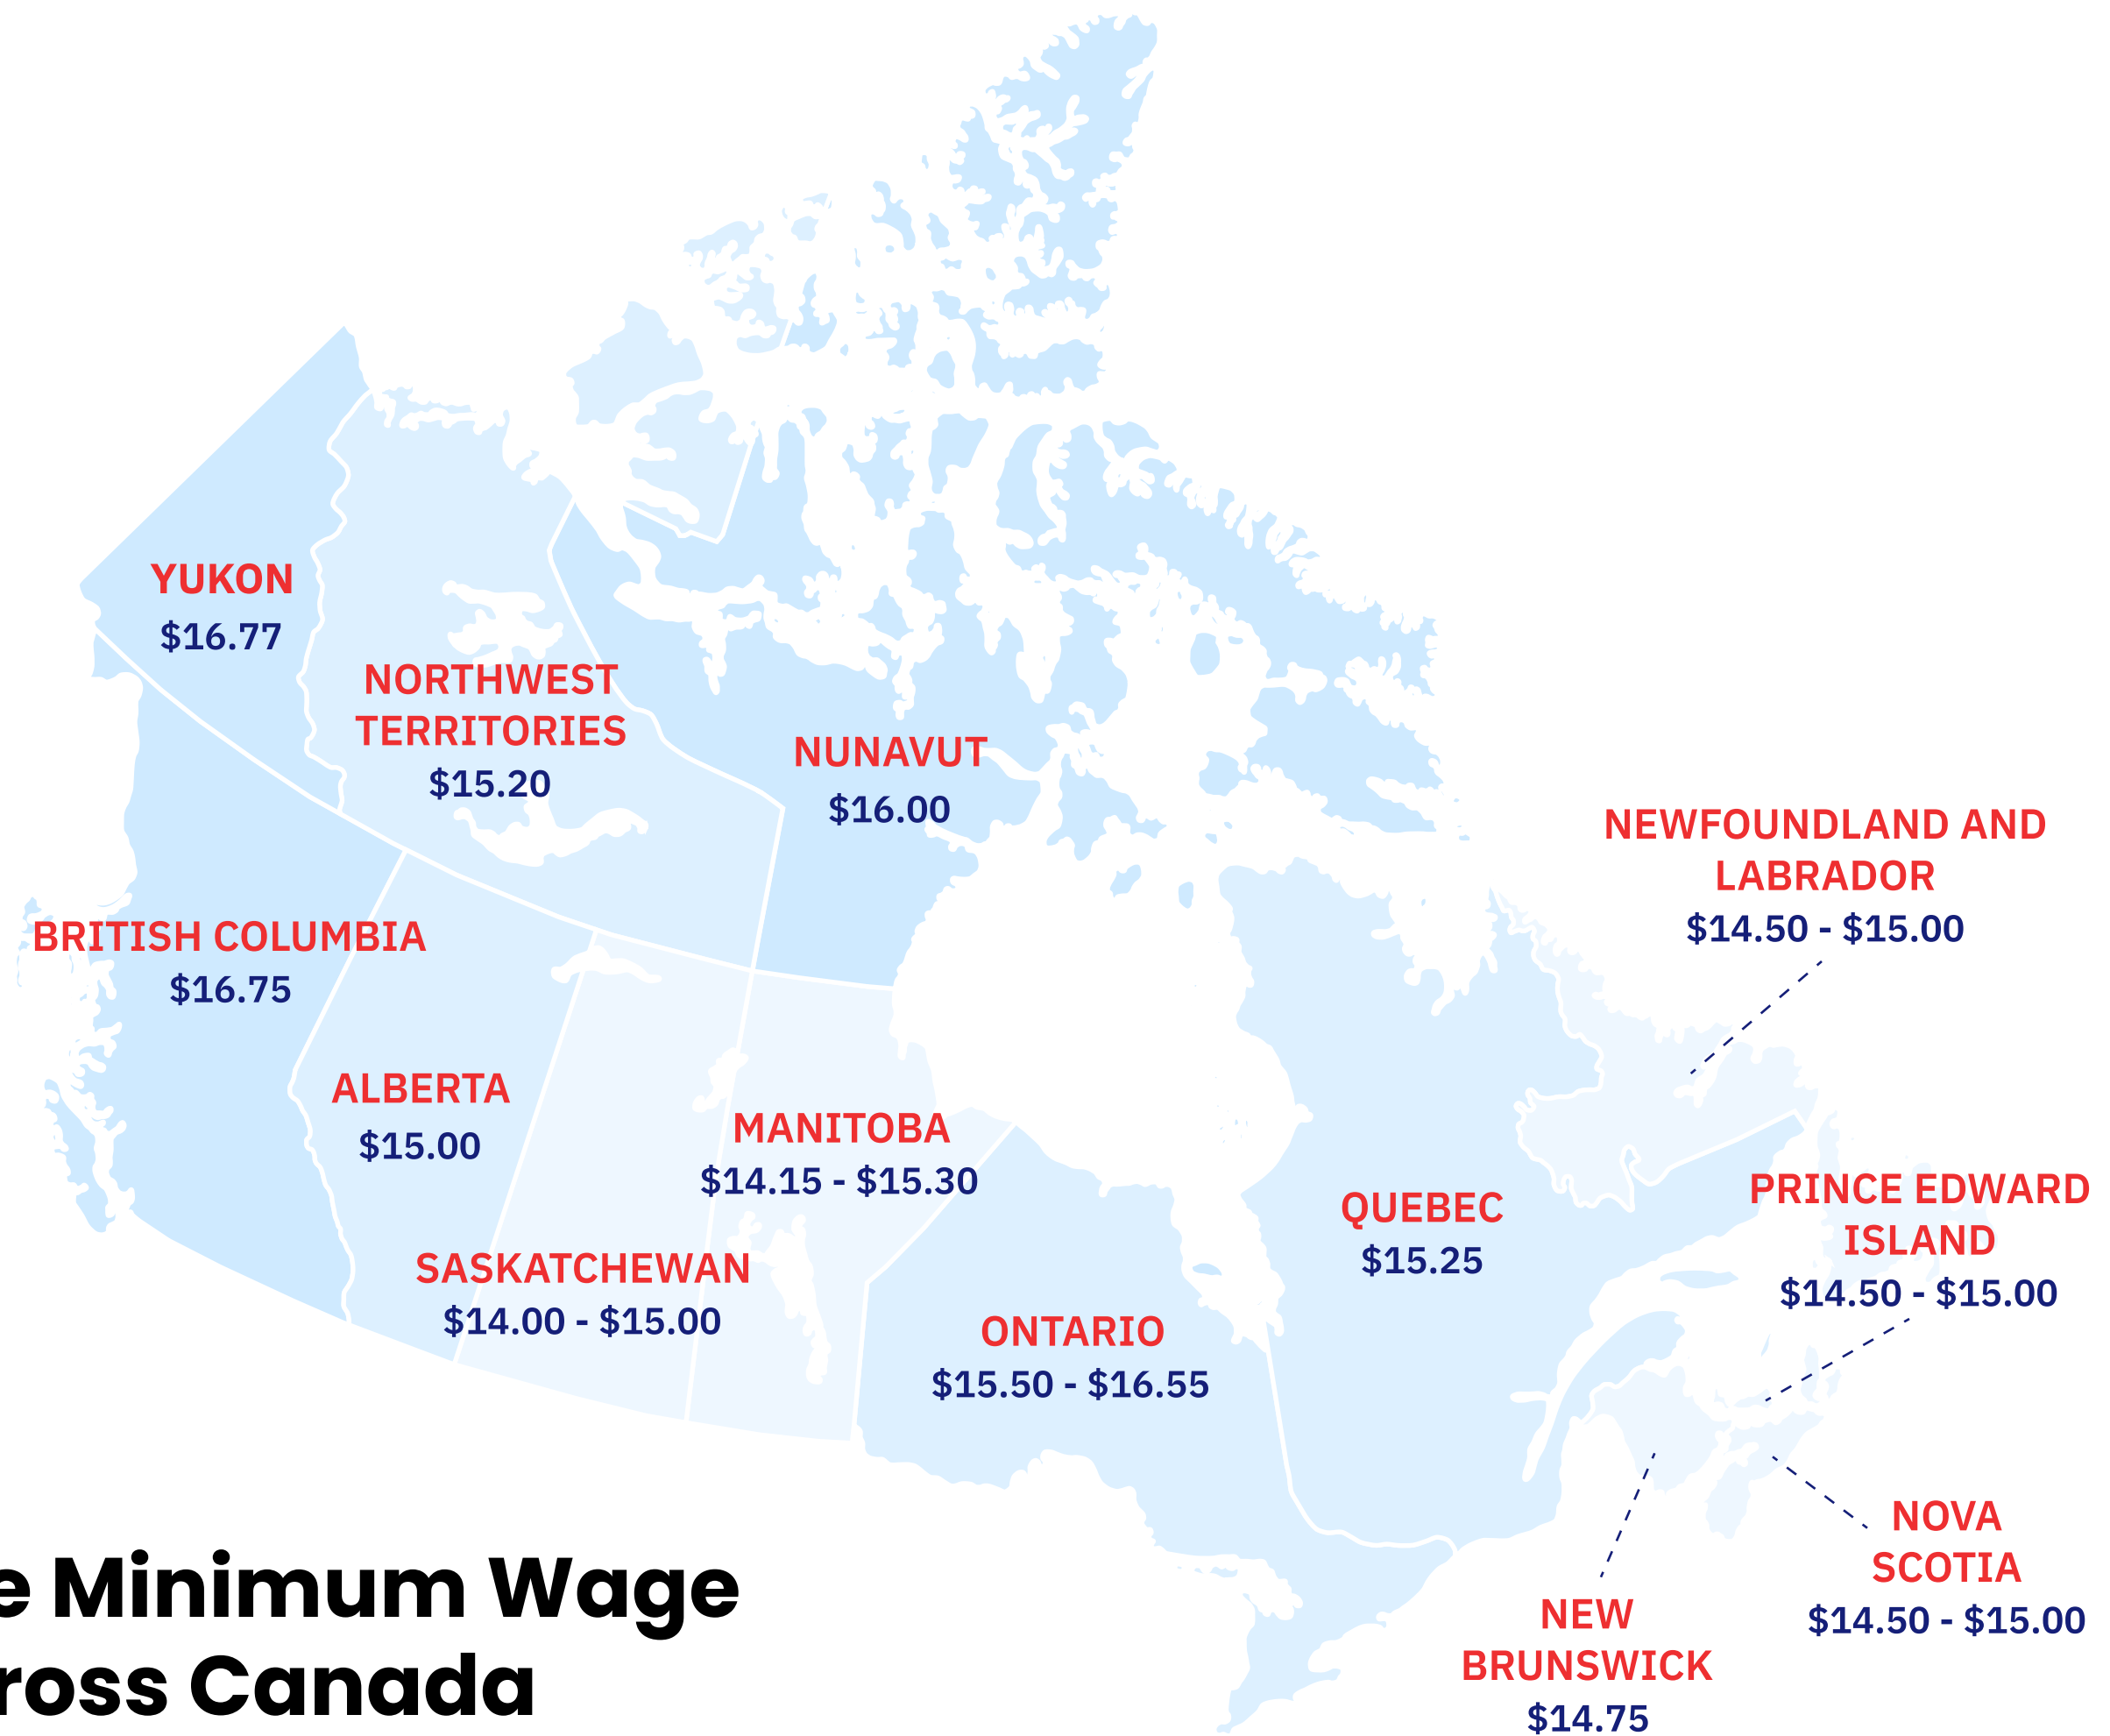 YUKON
$16.77
NORTHWEST
TERRITORIES
$15.20
NUNAVUT
$16.00
BRITISH COLUMBIA
$16.75
ALBERTA
$15.00
MANITOBA
$14.15 - $15.30
SASKATCHEWAN
$14.00 - $15.00
ONTARIO
$15.50 - $16.55
QUEBEC
$15.25
NEWFOUNDLAND AND
LABRADOR
$14.50 - $15.00
PRINCE EDWARD
ISLAND
$14.50 - $15.00
NOVA
SCOTIA
$14.50 - $15.00
NEW
BRUNSWICK
$14.75
Minimum Wage
Canada